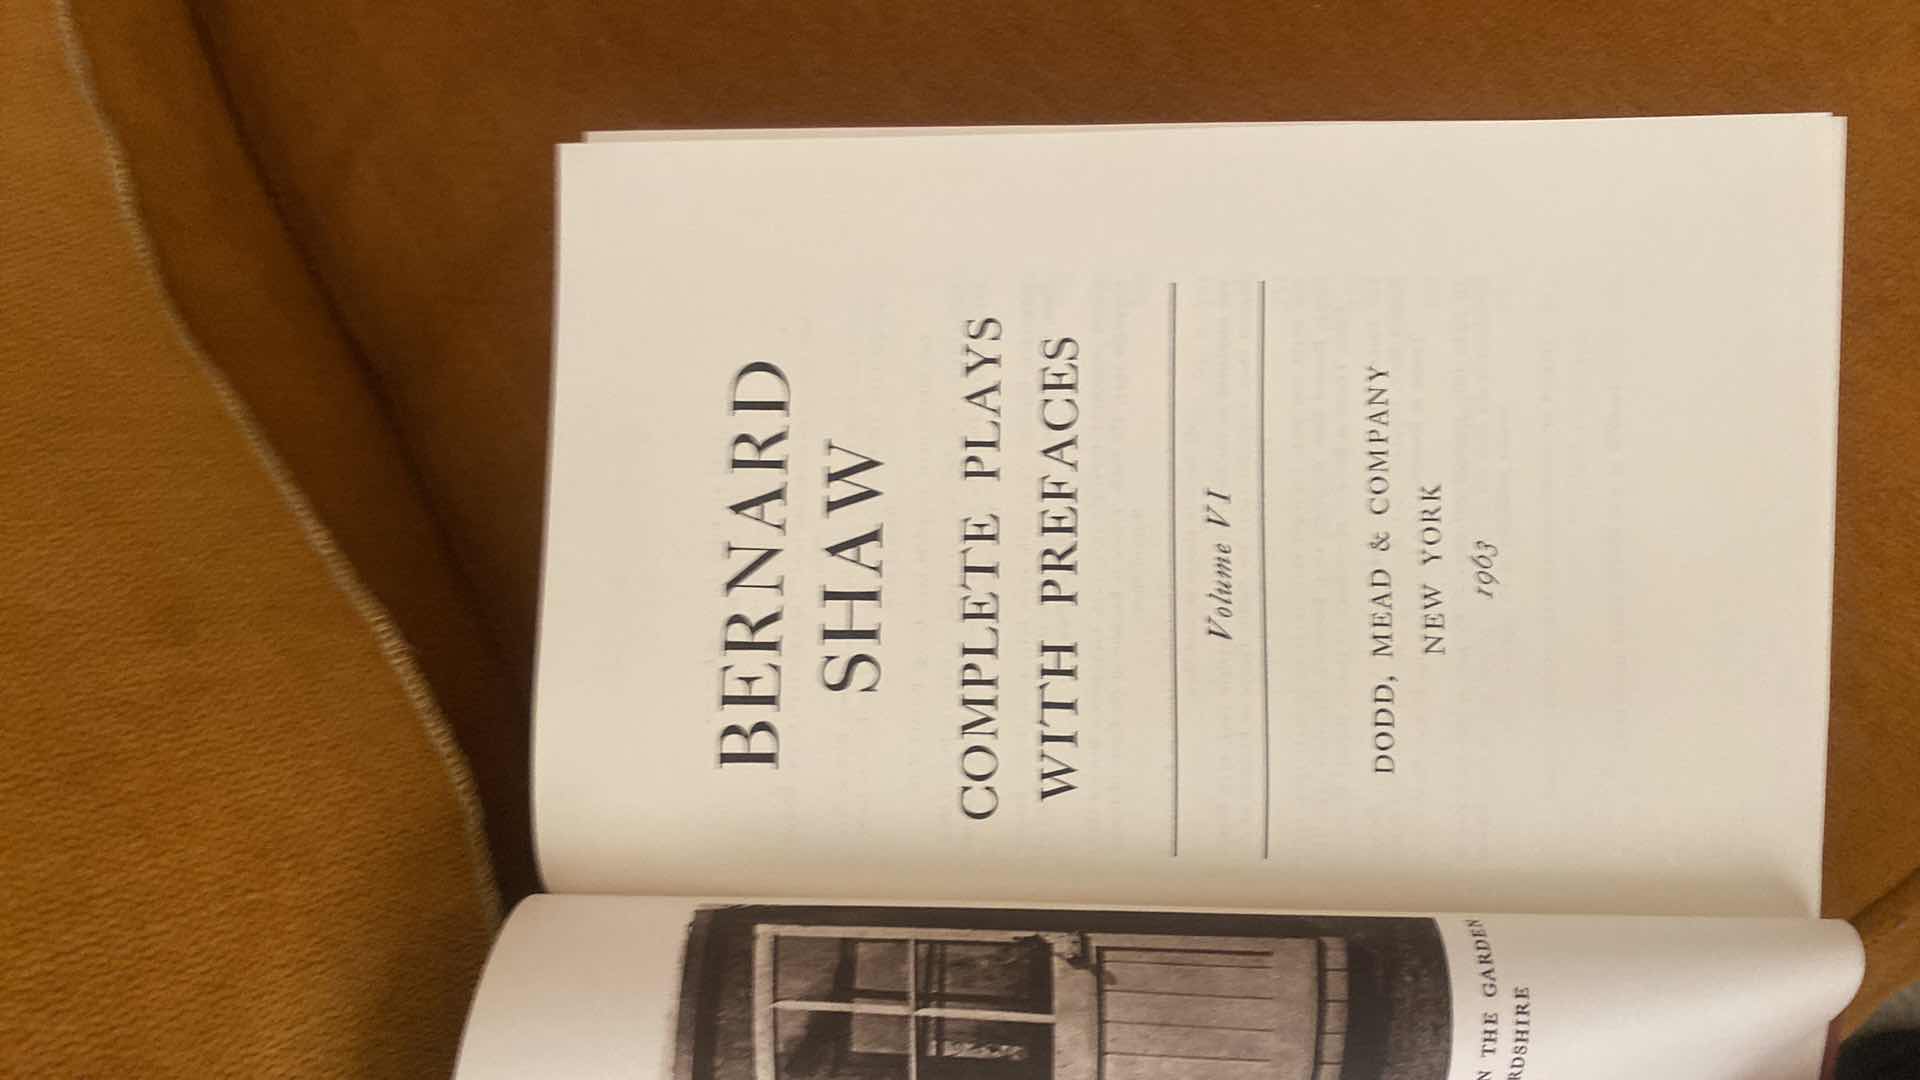 BERNARD
SHAW
COMPLETE PLAYS
WITH PREFACES
Volume VI
DODD, MEAD & COMPANY
NEW YORK
1963
THE GARDEN